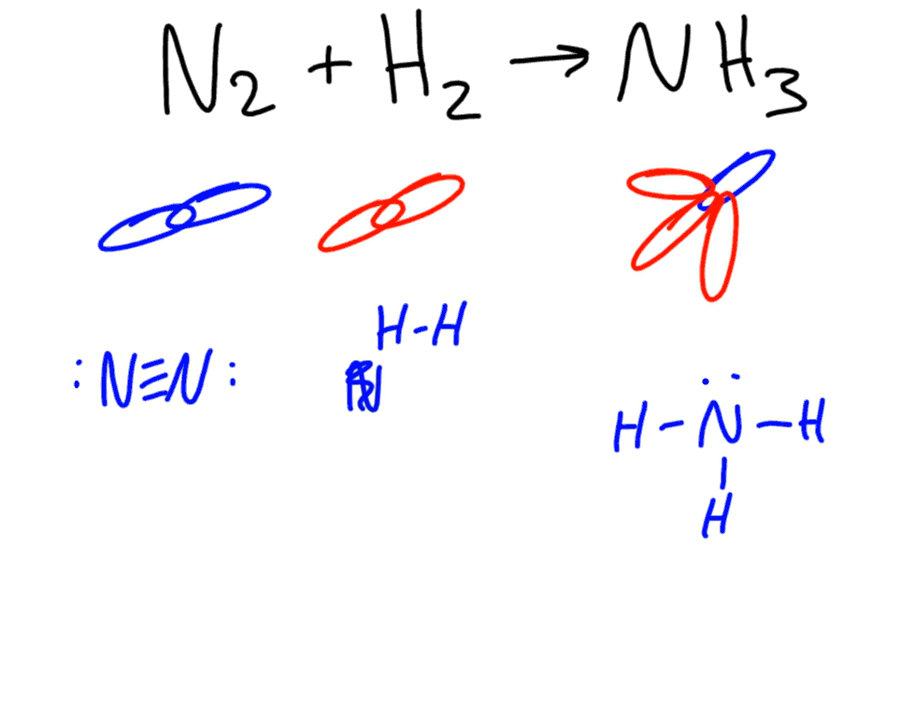 N₂ + H₂ → NH₃
H-H
:N≡N:
H-N̈-H
H